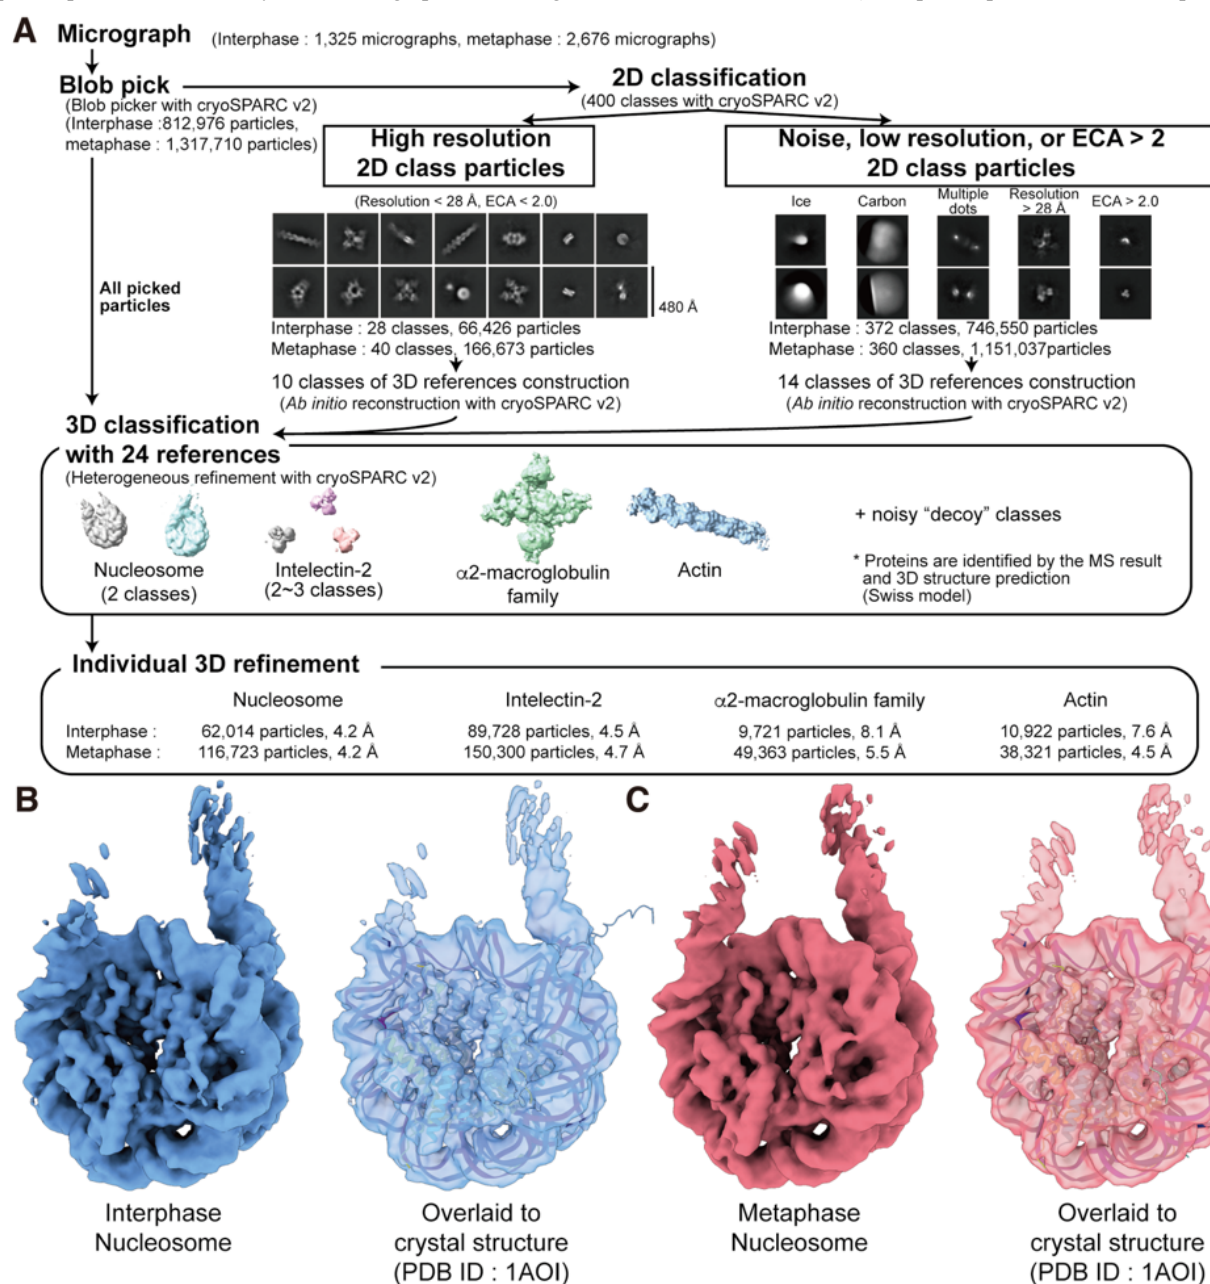 A Micrograph (Interphase : 1,325 micrographs, metaphase : 2,676 micrographs)
Blob pick
(Blob picker with cryoSPARC v2)
(Interphase :812,976 particles,
metaphase : 1,317,710 particles)
2D classification
(400 classes with cryoSPARC v2)
High resolution
2D class particles
(Resolution < 28 Å, ECA < 2.0)
480 Å
Interphase : 28 classes, 66,426 particles
Metaphase : 40 classes, 166,673 particles
10 classes of 3D references construction
(Ab initio reconstruction with cryoSPARC v2)
Noise, low resolution, or ECA > 2
2D class particles
Ice
Carbon
Multiple
dots
Resolution
> 28 Å
ECA > 2.0
Interphase : 372 classes, 746,550 particles
Metaphase : 360 classes, 1,151,037particles
14 classes of 3D references construction
(Ab initio reconstruction with cryoSPARC v2)
All picked
particles
3D classification
with 24 references
(Heterogeneous refinement with cryoSPARC v2)
Nucleosome
(2 classes)
Intelectin-2
(2~3 classes)
α2-macroglobulin
family
Actin
+ noisy “decoy” classes
* Proteins are identified by the MS result
and 3D structure prediction
(Swiss model)
Individual 3D refinement
Nucleosome Intelectin-2 α2-macroglobulin family Actin
Interphase : 62,014 particles, 4.2 Å 89,728 particles, 4.5 Å 9,721 particles, 8.1 Å 10,922 particles, 7.6 Å
Metaphase : 116,723 particles, 4.2 Å 150,300 particles, 4.7 Å 49,363 particles, 5.5 Å 38,321 particles, 4.5 Å
B
Interphase
Nucleosome
Overlaid to
crystal structure
(PDB ID : 1AOI)
C
Metaphase
Nucleosome
Overlaid to
crystal structure
(PDB ID : 1AOI)